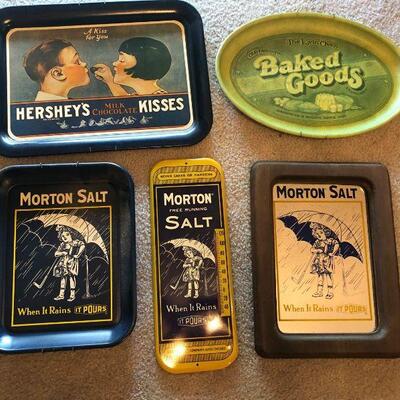 A Kiss
for You
HERSHEY'S MILK CHOCOLATE KISSES
Baked
Goods
MORTON SALT
When It Rains IT POURS
MORTON
FREE RUNNING
SALT
When It Rains
IT POURS
MORTON SALT
When It Rains IT POURS